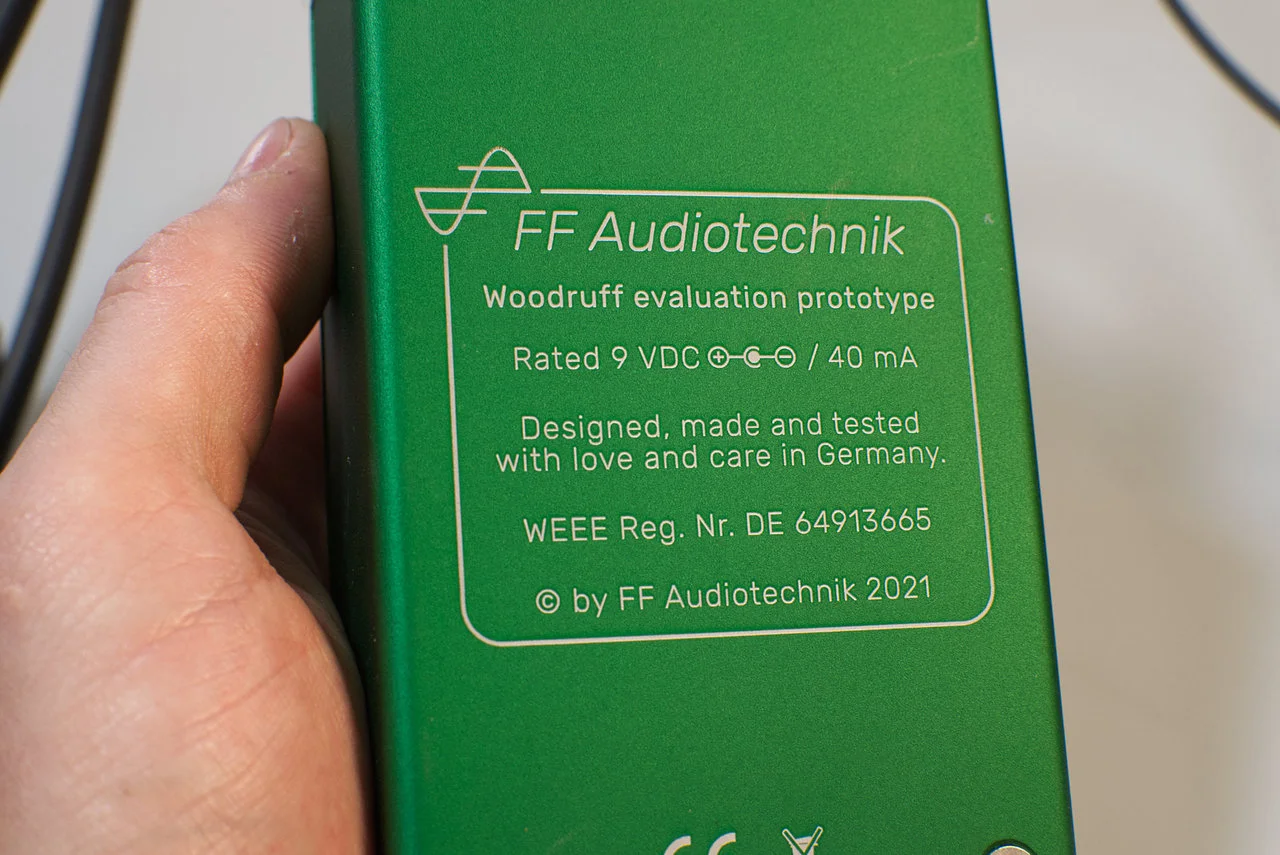 FF Audiotechnik
Woodruff evaluation prototype
Rated 9 VDC / 40 mA
Designed, made and tested
with love and care in Germany.
WEEE Reg. Nr. DE 64913665
© by FF Audiotechnik 2021
CE